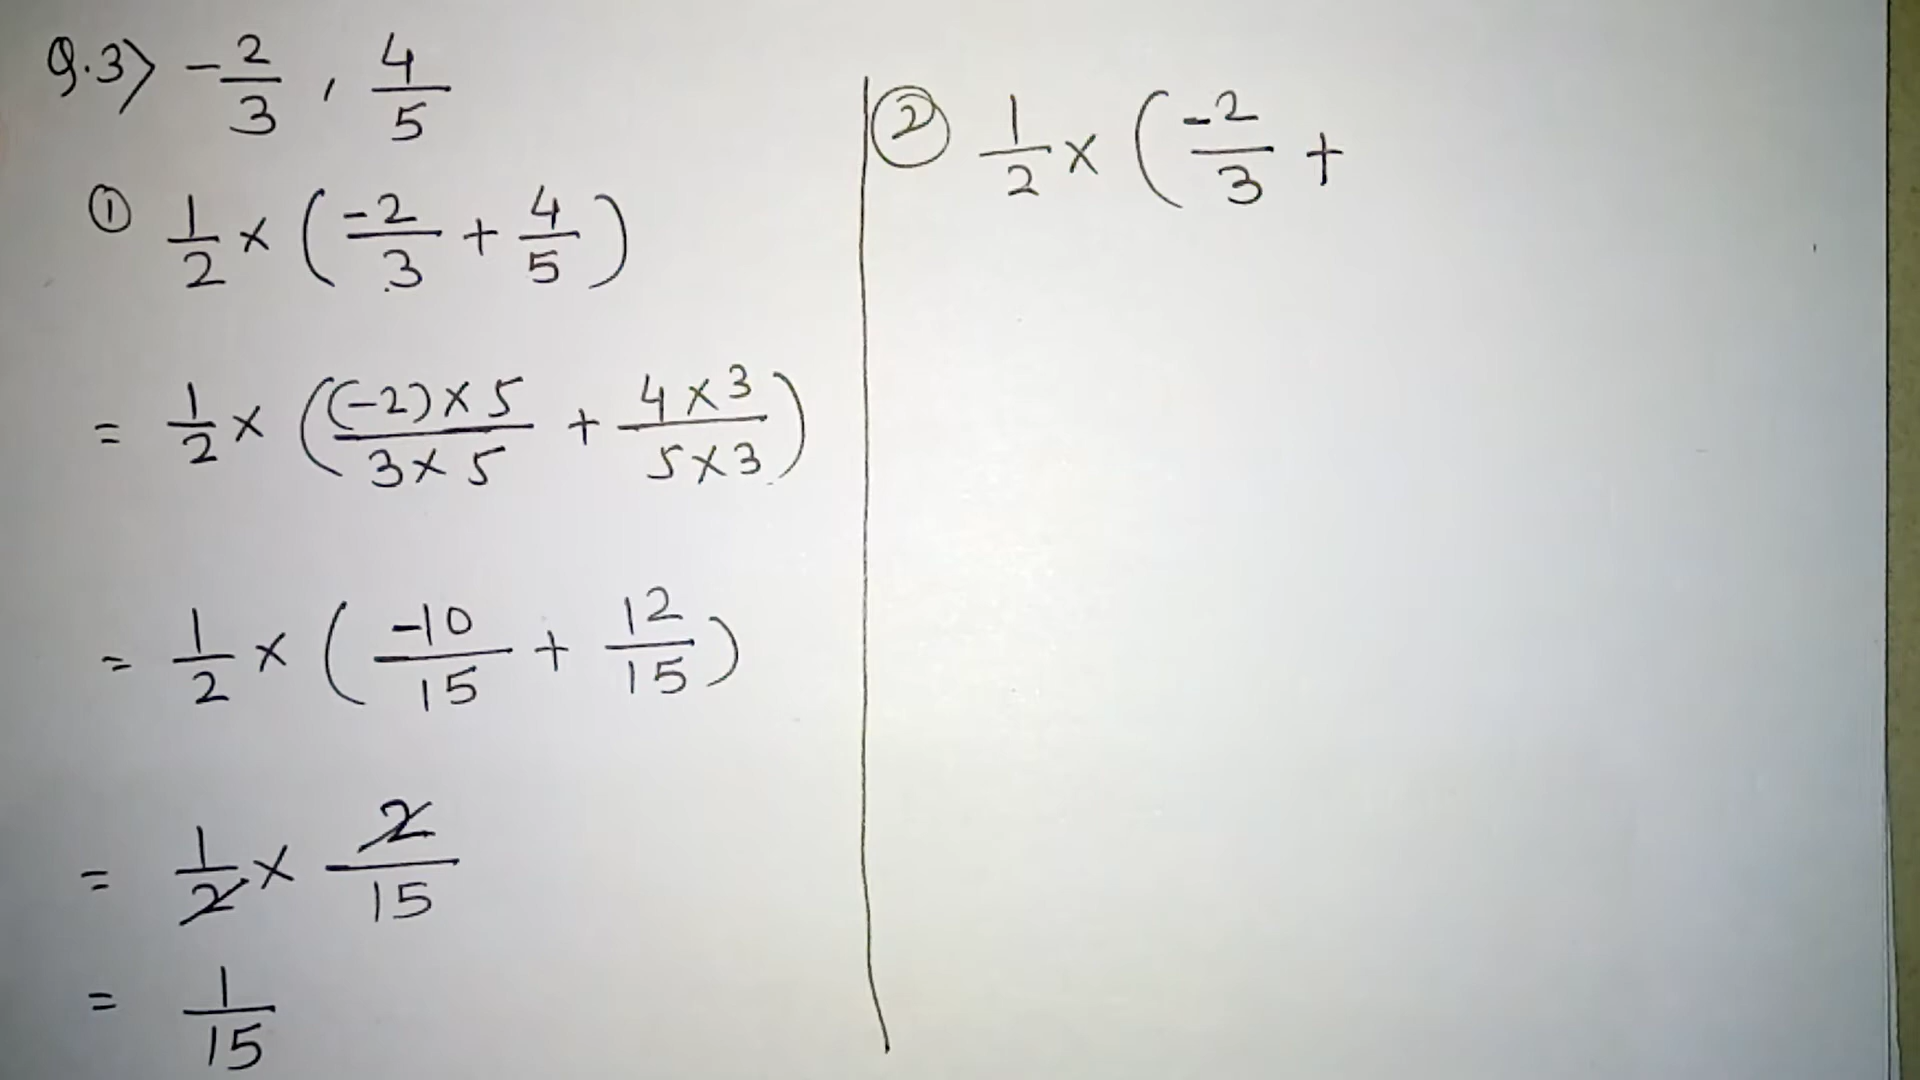 Q.3) -2/3 , 4/5
① 1/2 × (-2/3 + 4/5)
= 1/2 × ((-2)×5/3×5 + 4×3/5×3)
= 1/2 × (-10/15 + 12/15)
= 1/2 × 2/15
= 1/15
② 1/2 × (-2/3 +